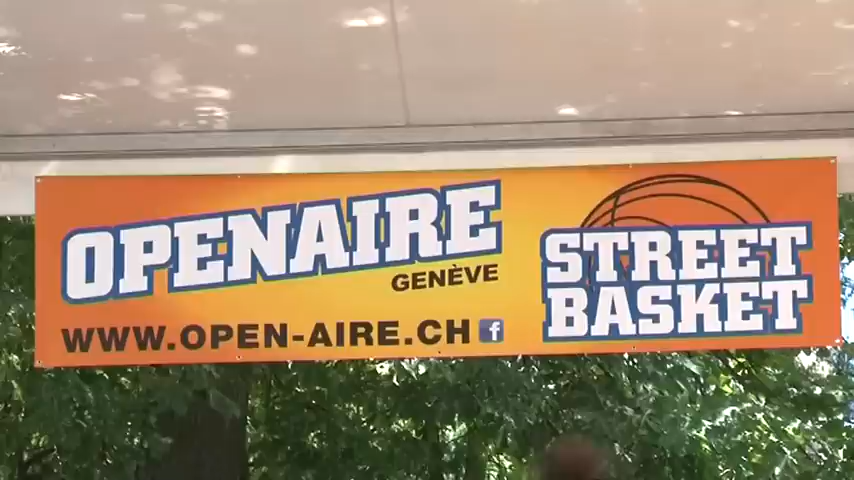 OPENAIRE
GENÈVE
WWW.OPEN-AIRE.CH f
STREET
BASKET